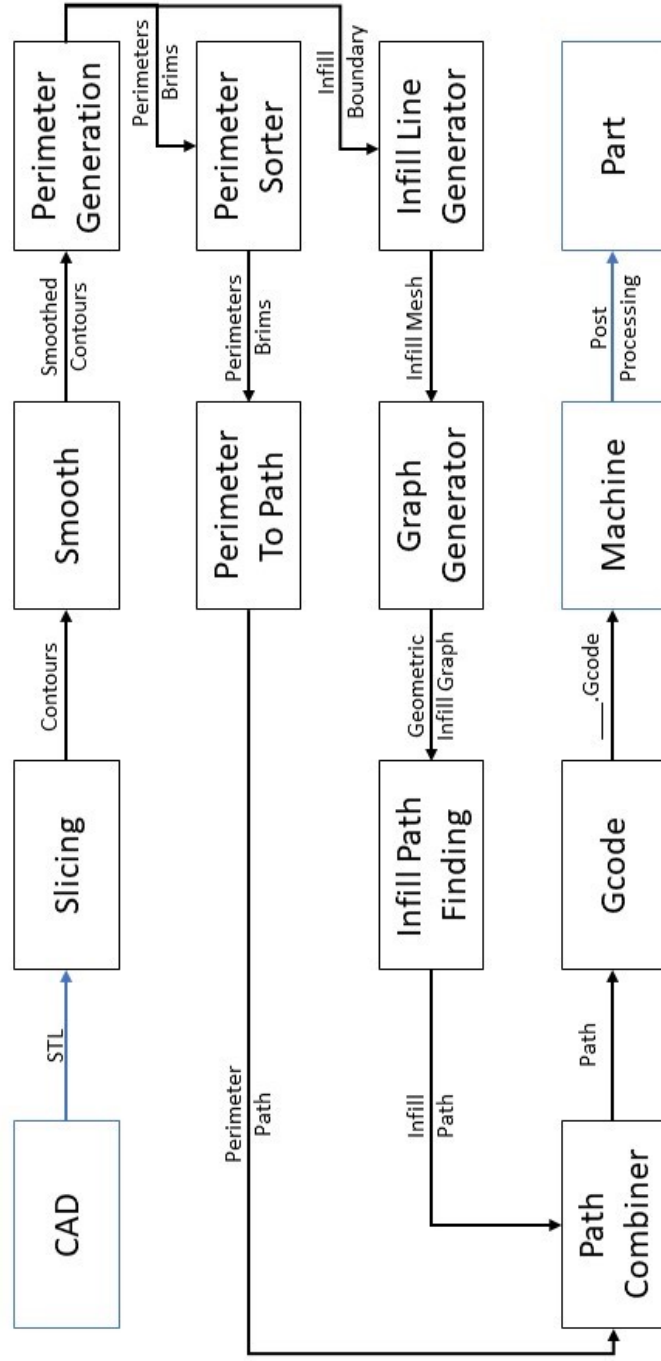 CAD
STL
Slicing
Contours
Smooth
Smoothed
Contours
Perimeter
Generation
Perimeters
Brims
Infill
Boundary
Perimeter
Sorter
Perimeters
Brims
Perimeter
To Path
Perimeter
Path
Infill Line
Generator
Infill Mesh
Graph
Generator
Geometric
Infill Graph
Infill Path
Finding
Infill
Path
Path
Combiner
Path
Gcode
___.Gcode
Machine
Post
Processing
Part